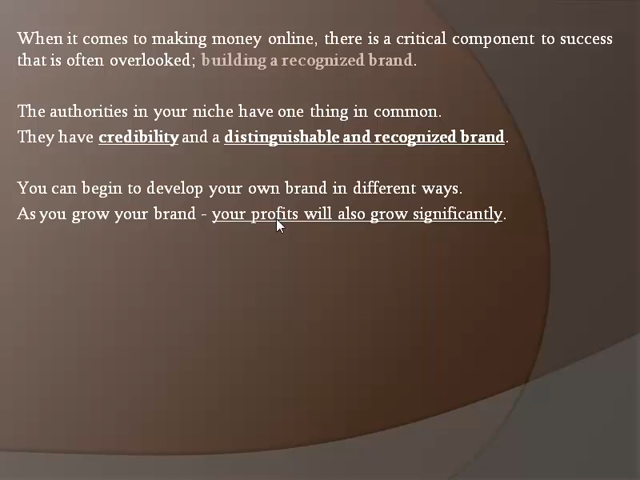 When it comes to making money online, there is a critical component to success
that is often overlooked; building a recognized brand.
The authorities in your niche have one thing in common.
They have credibility and a distinguishable and recognized brand.
You can begin to develop your own brand in different ways.
As you grow your brand - your profits will also grow significantly.